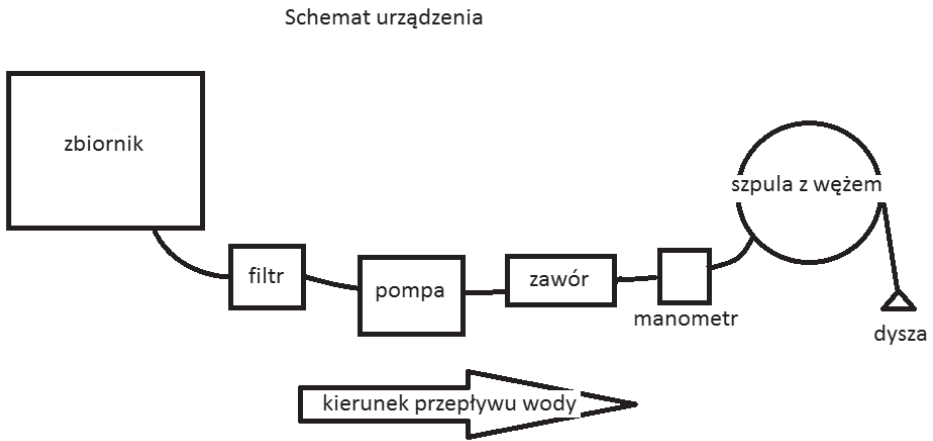 Schemat urządzenia
zbiornik
filtr
pompa
zawór
manometr
szpula z wężem
dysza
kierunek przepływu wody